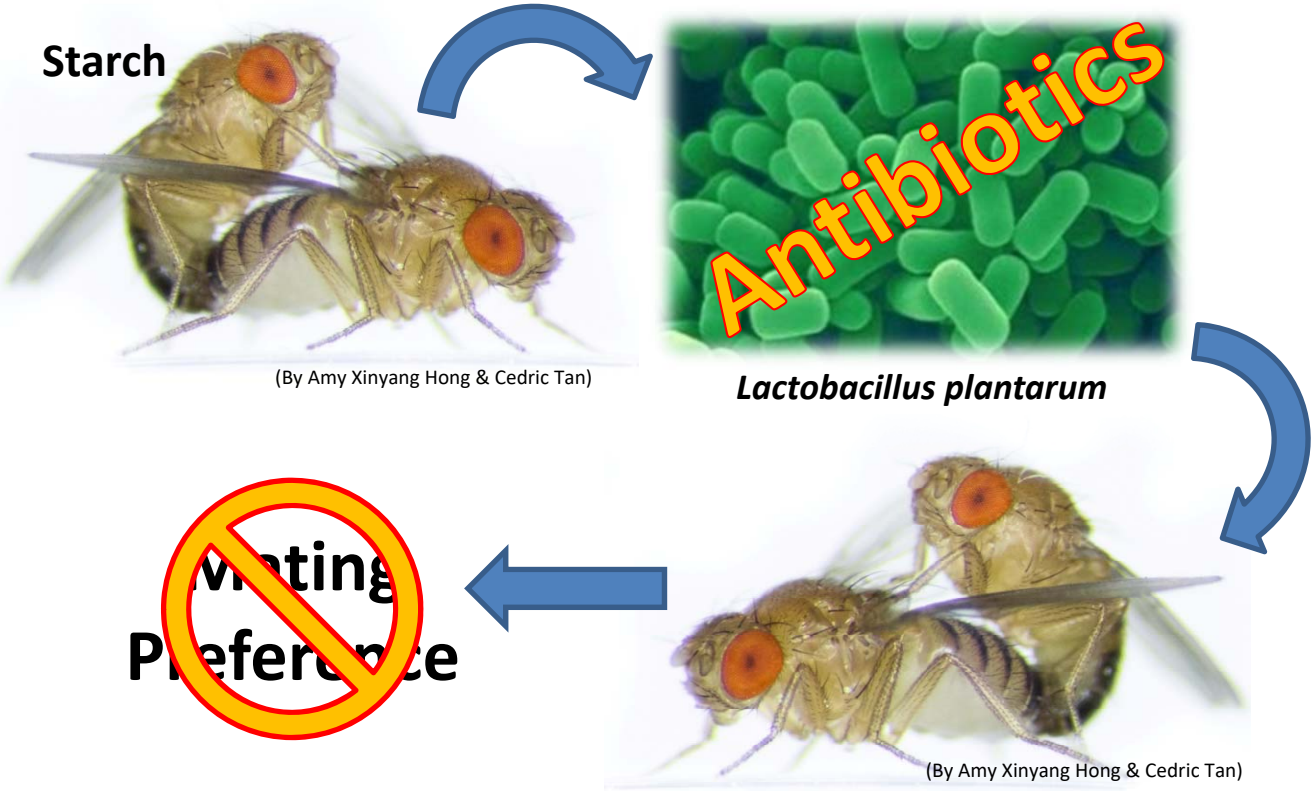 Starch
Antibiotics
(By Amy Xinyang Hong & Cedric Tan)
Lactobacillus plantarum
Mating
Preference
(By Amy Xinyang Hong & Cedric Tan)